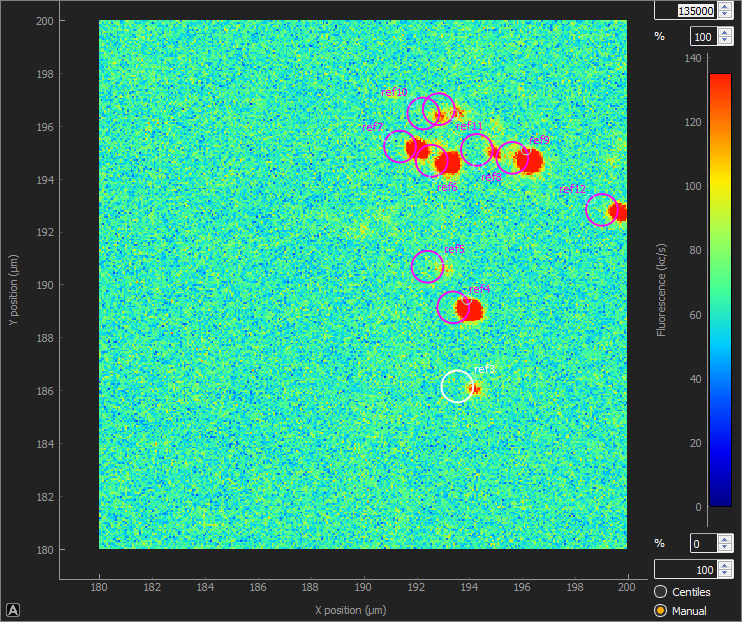 135000
%
100
200
198
196
194
192
190
188
186
184
182
180
Y position (µm)
ref10
ef7
ref11
ref9
ref6
ref8
ref12
ref5
ref4
ref3
180
182
184
186
188
190
192
194
196
198
200
X position (µm)
A
140
120
100
80
60
40
20
0
Fluorescence (kc/s)
%
0
100
Centiles
Manual